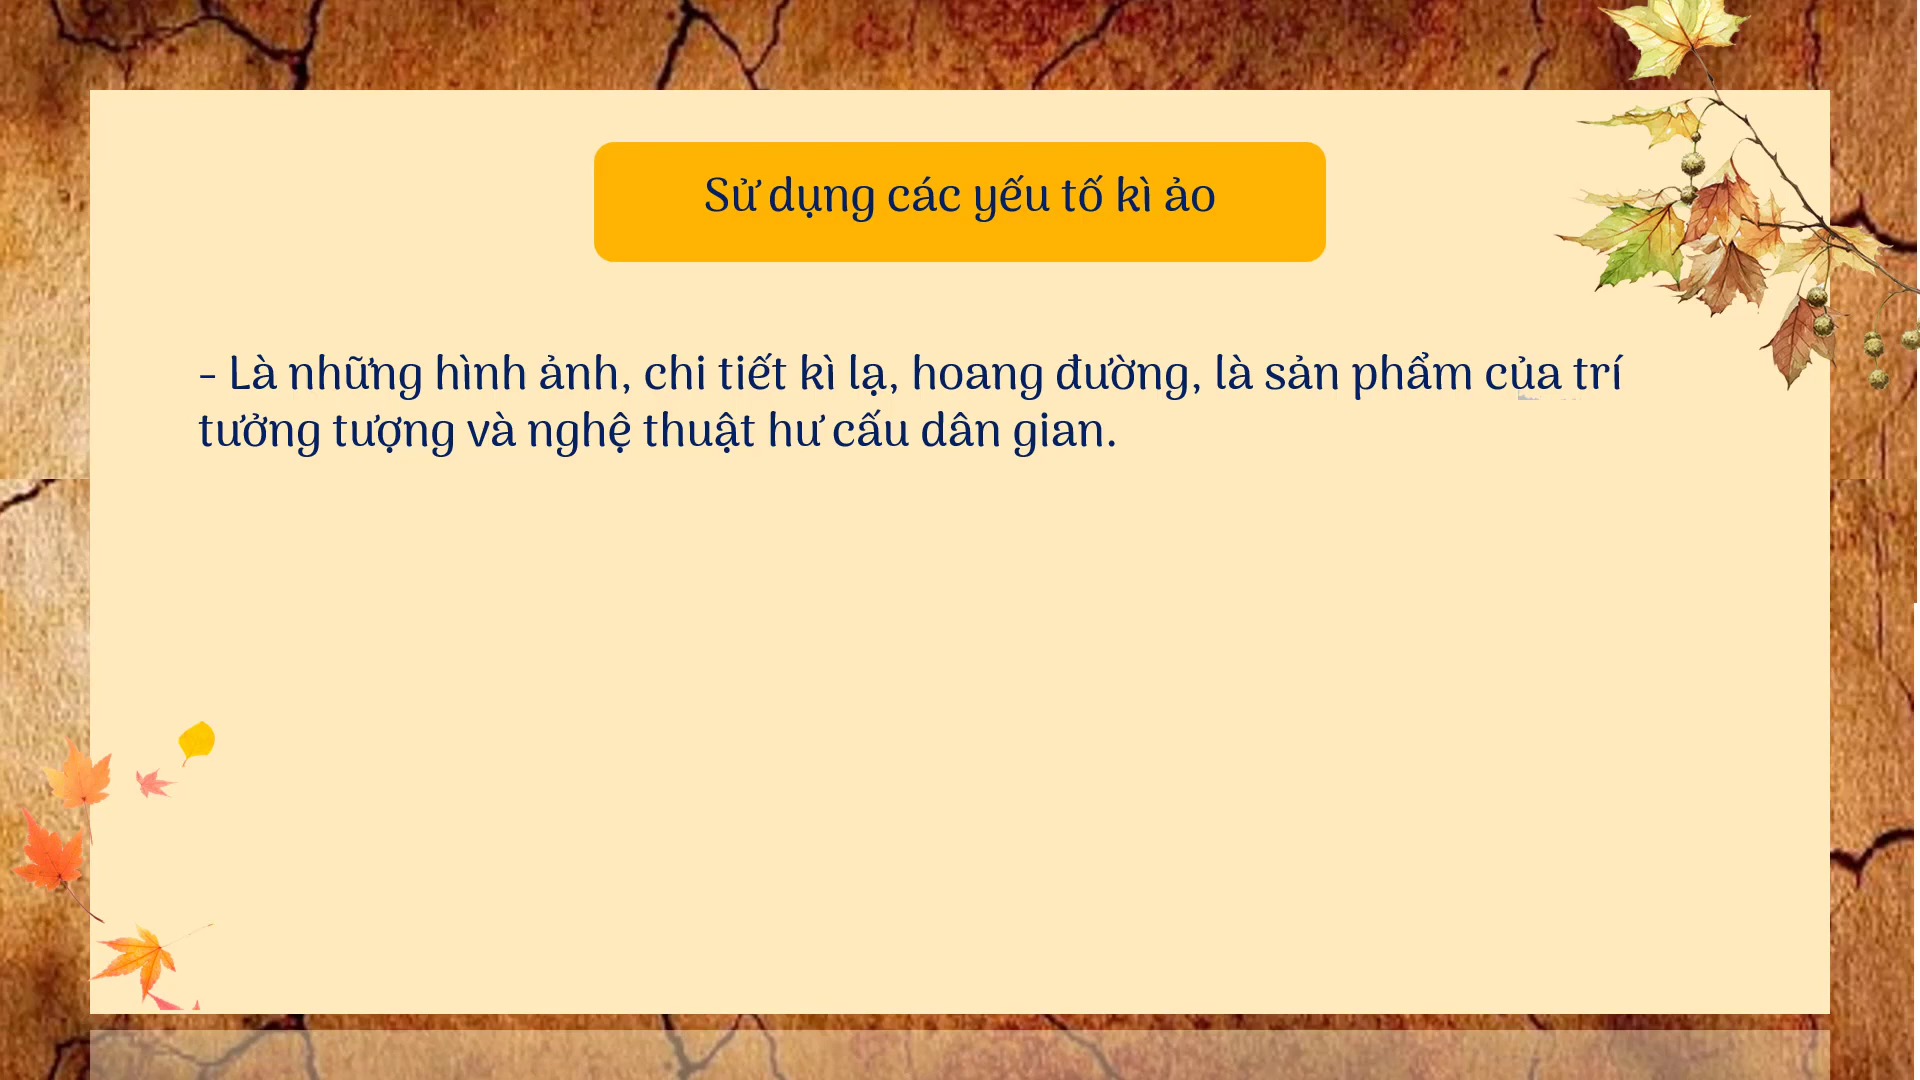 Sử dụng các yếu tố kì ảo
– Là những hình ảnh, chi tiết kì lạ, hoang đường, là sản phẩm của trí
tưởng tượng và nghệ thuật hư cấu dân gian.